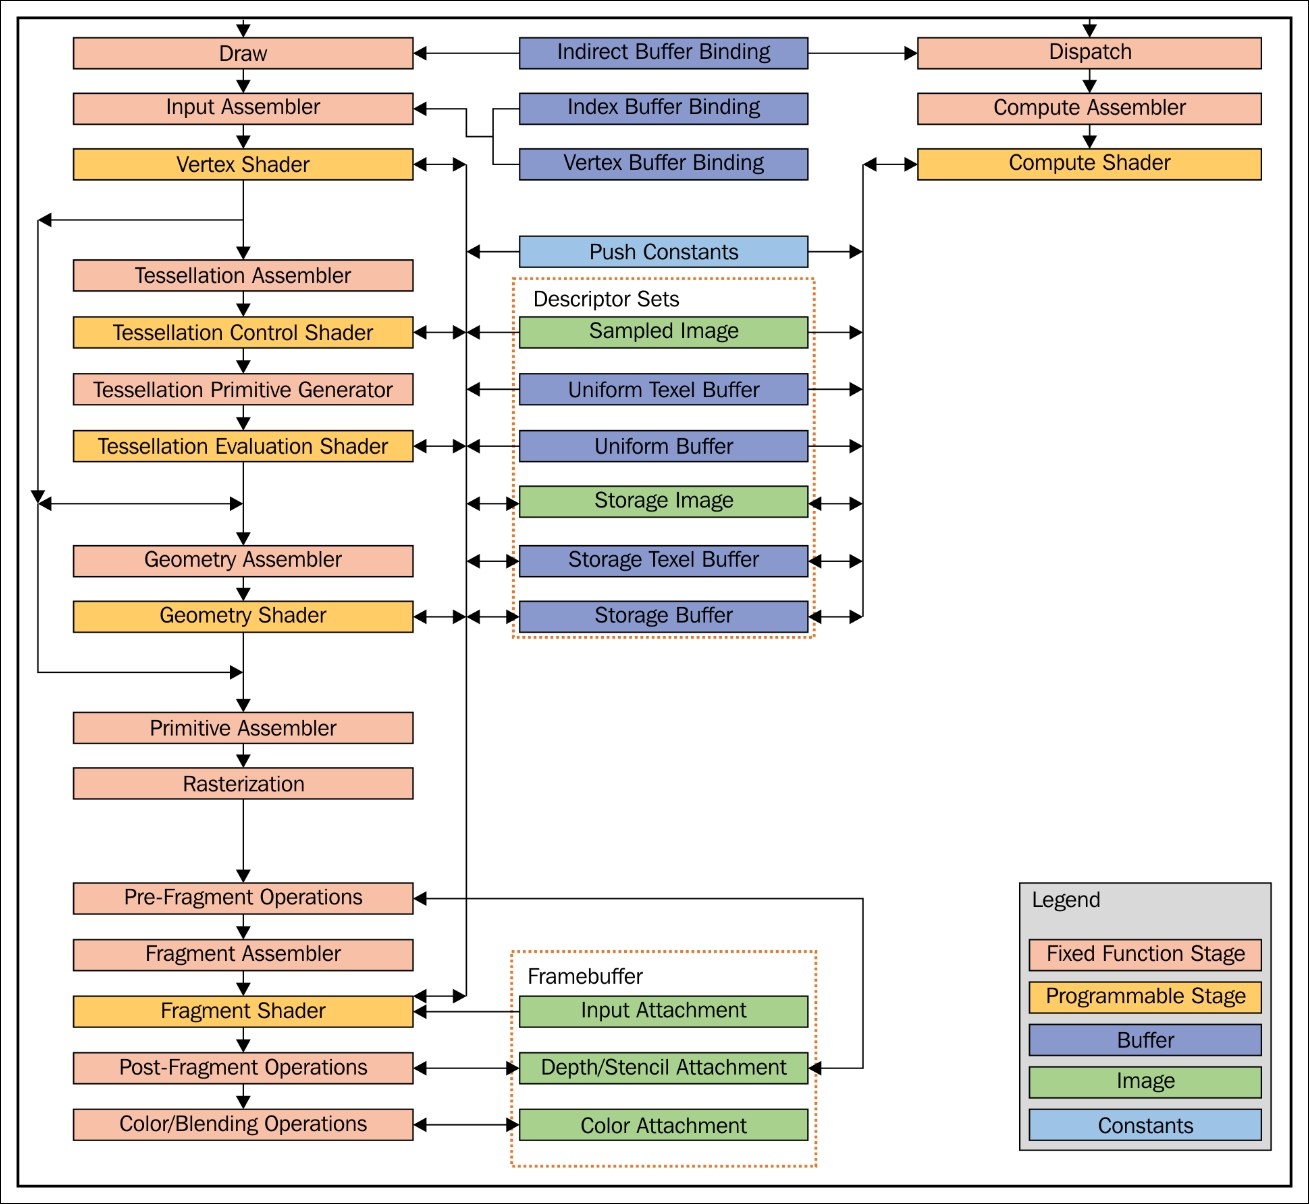 Draw
Indirect Buffer Binding
Dispatch
Input Assembler
Index Buffer Binding
Compute Assembler
Vertex Shader
Vertex Buffer Binding
Compute Shader
Push Constants
Tessellation Assembler
Descriptor Sets
Tessellation Control Shader
Sampled Image
Tessellation Primitive Generator
Uniform Texel Buffer
Tessellation Evaluation Shader
Uniform Buffer
Storage Image
Geometry Assembler
Storage Texel Buffer
Geometry Shader
Storage Buffer
Primitive Assembler
Rasterization
Pre-Fragment Operations
Fragment Assembler
Framebuffer
Fragment Shader
Input Attachment
Post-Fragment Operations
Depth/Stencil Attachment
Color/Blending Operations
Color Attachment
Legend
Fixed Function Stage
Programmable Stage
Buffer
Image
Constants